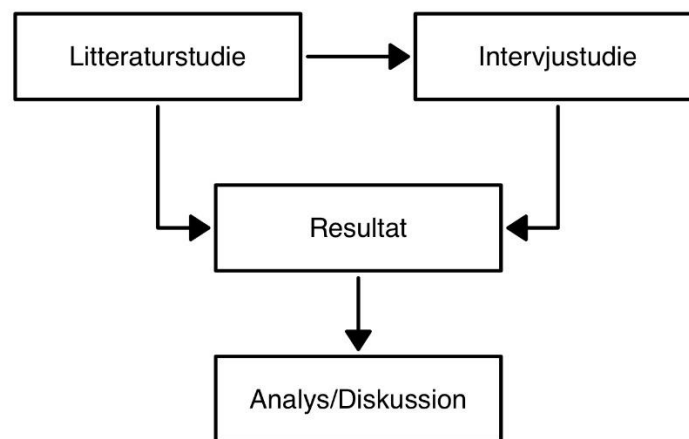 Litteraturstudie
Intervjustudie
Resultat
Analys/Diskussion